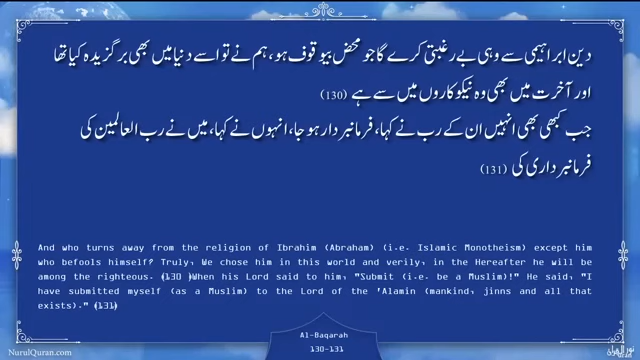 دین ابراہیمی سے وہی بے رغبتی کرے گا جو محض بیوقوف ہو، ہم نے تو اسے دنیا میں بھی برگزیده کیا تھا
اور آخرت میں بھی وه نیکوکاروں میں سے ہے (130)
جب کبھی بھی انہیں ان کے رب نے کہا، فرمانبردار ہوجا، انہوں نے کہا، میں نے رب العالمین کی
فرمانبرداری کی (131)
And who turns away from the religion of Ibrahim (Abraham) (i.e. Islamic Monotheism) except him
who befools himself? Truly, We chose him in this world and verily, in the Hereafter he will be
among the righteous. (130) When his Lord said to him, "Submit (i.e. be a Muslim)!" He said, "I
have submitted myself (as a Muslim) to the Lord of the 'Alamin (mankind, jinns and all that
exists)." (131)
Al-Baqarah
130-131
NurulQuran.com